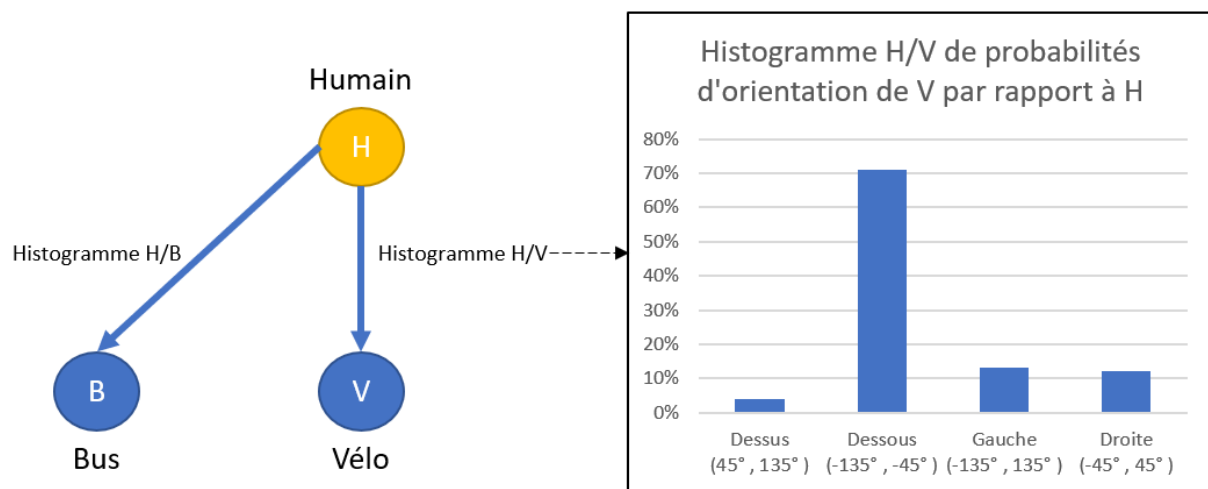 Humain
H
Histogramme H/B
Histogramme H/V
B
V
Bus
Vélo
Histogramme H/V de probabilités
d'orientation de V par rapport à H
80%
70%
60%
50%
40%
30%
20%
10%
0%
Dessus
(45° , 135° )
Dessous
(-135° , -45° )
Gauche
(-135° , 135° )
Droite
(-45° , 45° )